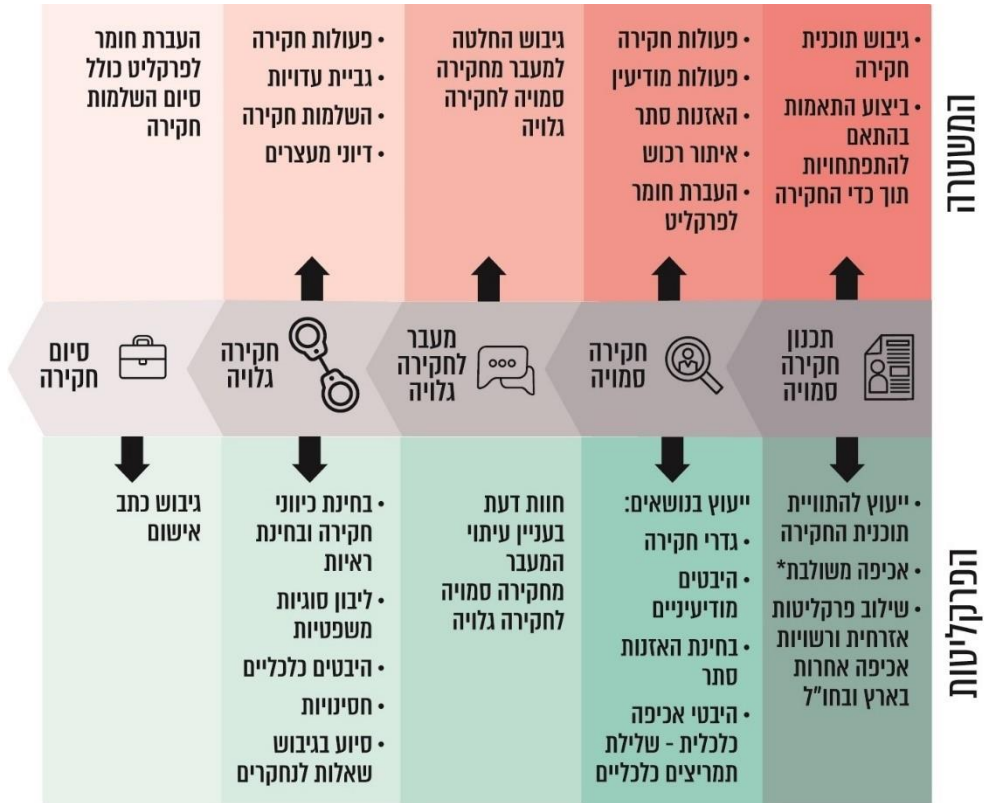 המשטרה
• גיבוש תוכנית
חקירה
• ביצוע התאמות
בהתאם
להתפתחויות
תוך כדי החקירה
• פעולות חקירה
• פעולות מודיעין
• האזנות סתר
• איתור רכוש
• העברת חומר
לפרקליט
גיבוש החלטה
למעבר מחקירה
סמויה לחקירה
גלויה
• פעולות חקירה
• גביית עדויות
• השלמות חקירה
• דיוני מעצרים
העברת חומר
לפרקליט כולל
סיום השלמות
חקירה
תכנון
חקירה
סמויה
חקירה
סמויה
מעבר
לחקירה
גלויה
חקירה
גלויה
סיום
חקירה
הפרקליטות
• ייעוץ להתוויית
תוכנית החקירה
• אכיפה משולבת*
• שילוב פרקליטות
אזרחית ורשויות
אכיפה אחרות
בארץ ובחו"ל
ייעוץ בנושאים:
• גדרי חקירה
• היבטים
מודיעיניים
• בחינת האזנות
סתר
• היבטי אכיפה
כלכלית - שלילת
תמריצים כלכליים
חוות דעת
בעניין עיתוי
המעבר
מחקירה סמויה
לחקירה גלויה
• בחינת כיווני
חקירה ובחינת
ראיות
• ליבון סוגיות
משפטיות
• היבטים כלכליים
• חסינויות
• סיוע בגיבוש
שאלות לנחקרים
גיבוש כתב
אישום